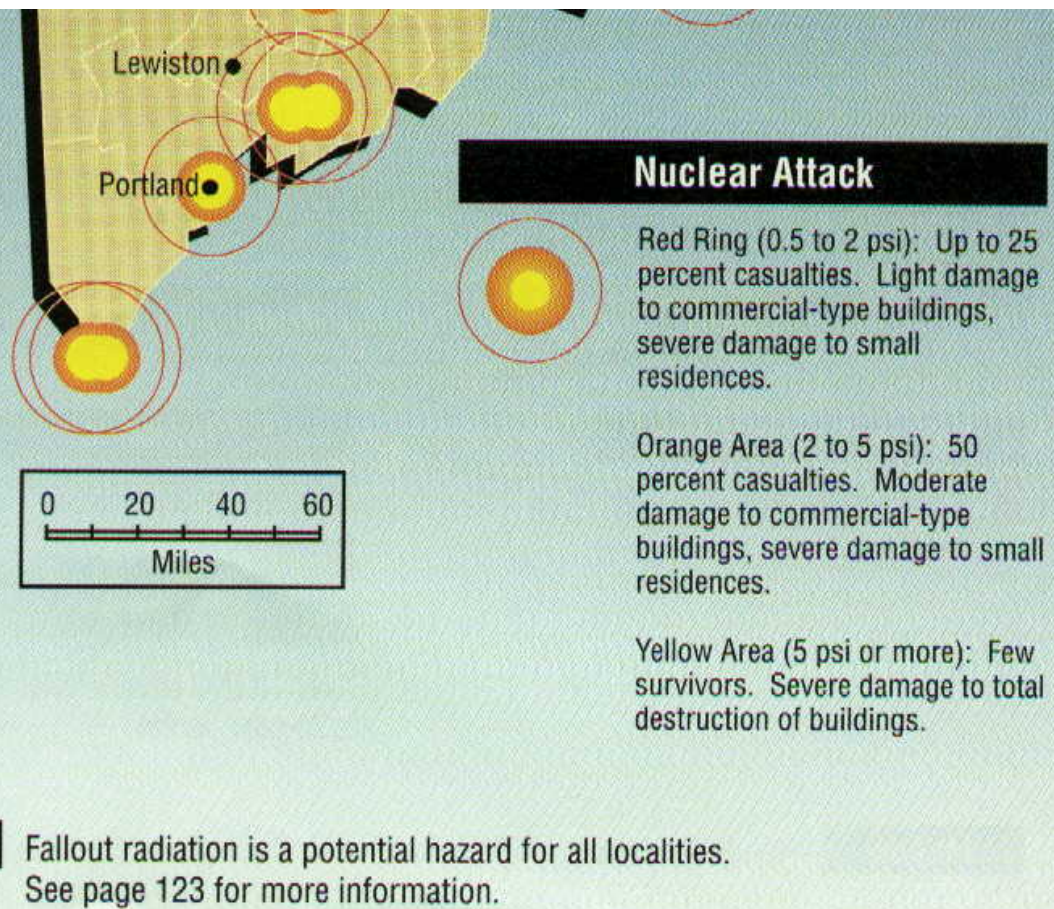 Lewiston
Portland
Nuclear Attack
Red Ring (0.5 to 2 psi): Up to 25
percent casualties. Light damage
to commercial-type buildings,
severe damage to small
residences.
Orange Area (2 to 5 psi): 50
percent casualties. Moderate
damage to commercial-type
buildings, severe damage to small
residences.
Yellow Area (5 psi or more): Few
survivors. Severe damage to total
destruction of buildings.
0 20 40 60
Miles
Fallout radiation is a potential hazard for all localities.
See page 123 for more information.